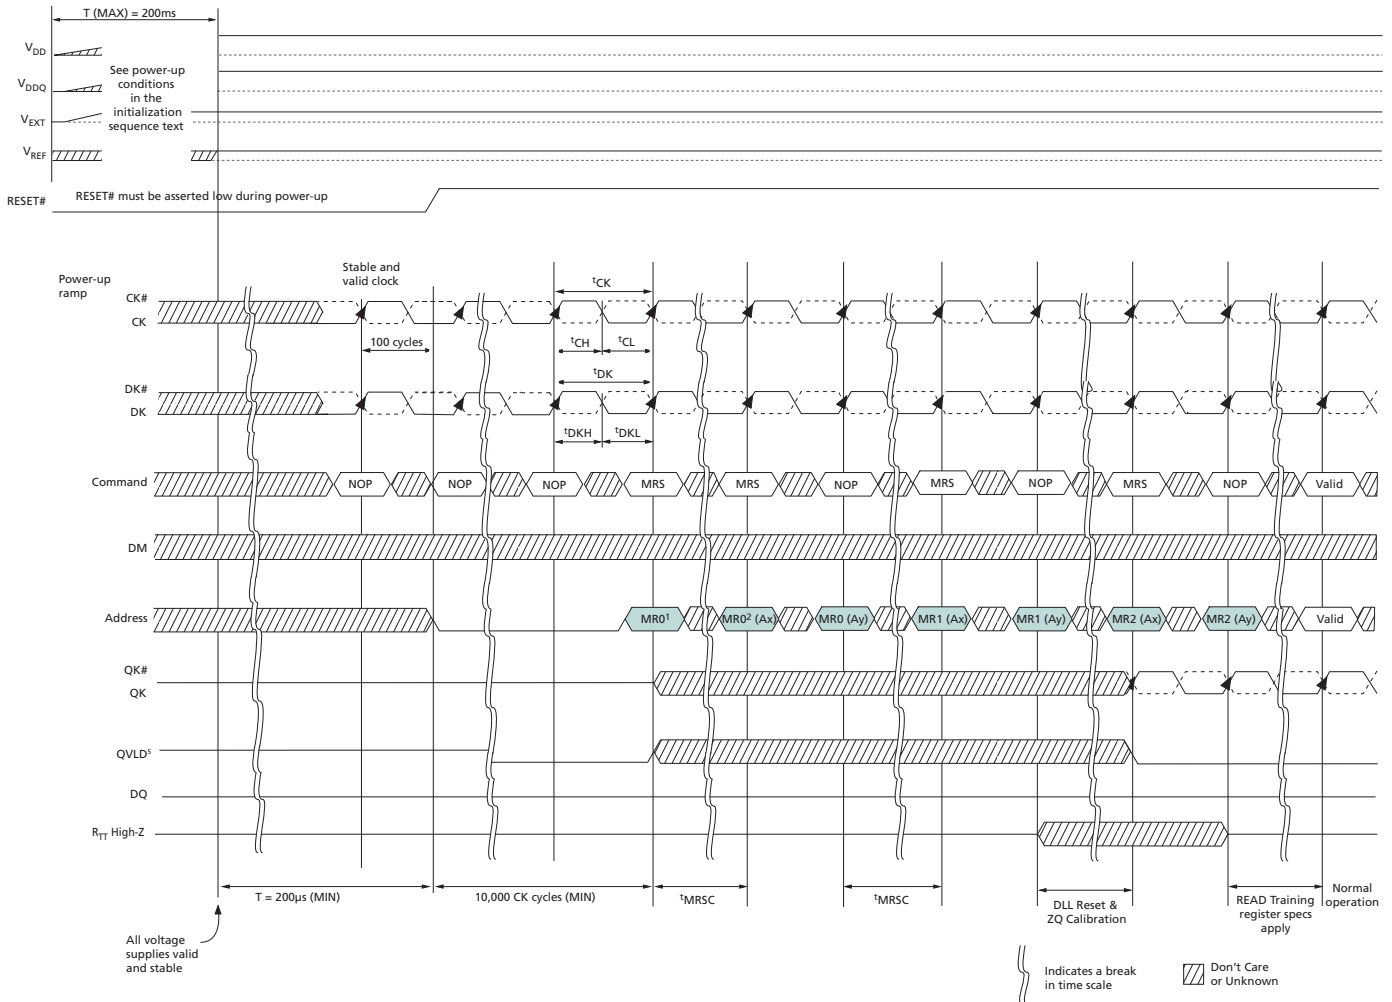 T (MAX) = 200ms
VDD
VDDQ
VEXT
VREF
See power-up
conditions
in the
initialization
sequence text
RESET#
RESET# must be asserted low during power-up
Power-up
ramp
Stable and
valid clock
tCK
CK#
CK
100 cycles
tCH
tCL
tDK
DK#
DK
tDKH
tDKL
Command
NOP
NOP
NOP
MRS
MRS
NOP
MRS
NOP
MRS
NOP
Valid
DM
Address
MR0¹
MR0² (Ax)
MR0 (Ay)
MR1 (Ax)
MR1 (Ay)
MR2 (Ax)
MR2 (Ay)
Valid
QK#
QK
QVLD⁵
DQ
RTT High-Z
T = 200μs (MIN)
10,000 CK cycles (MIN)
tMRSC
tMRSC
DLL Reset &
ZQ Calibration
READ Training
register specs
apply
Normal
operation
All voltage
supplies valid
and stable
Indicates a break
in time scale
Don't Care
or Unknown